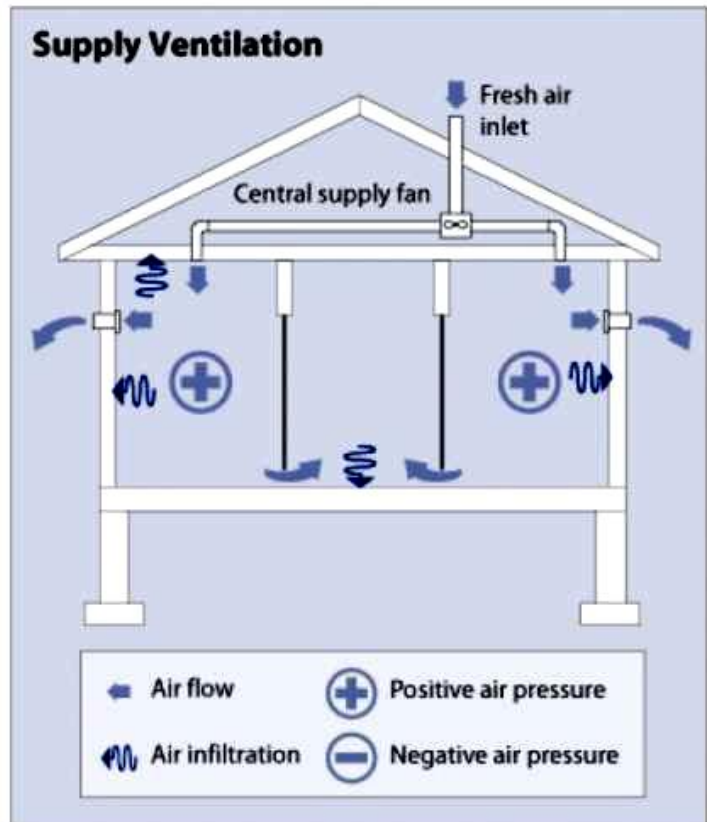 Supply Ventilation
Fresh air
inlet
Central supply fan
Air flow
Positive air pressure
Air infiltration
Negative air pressure